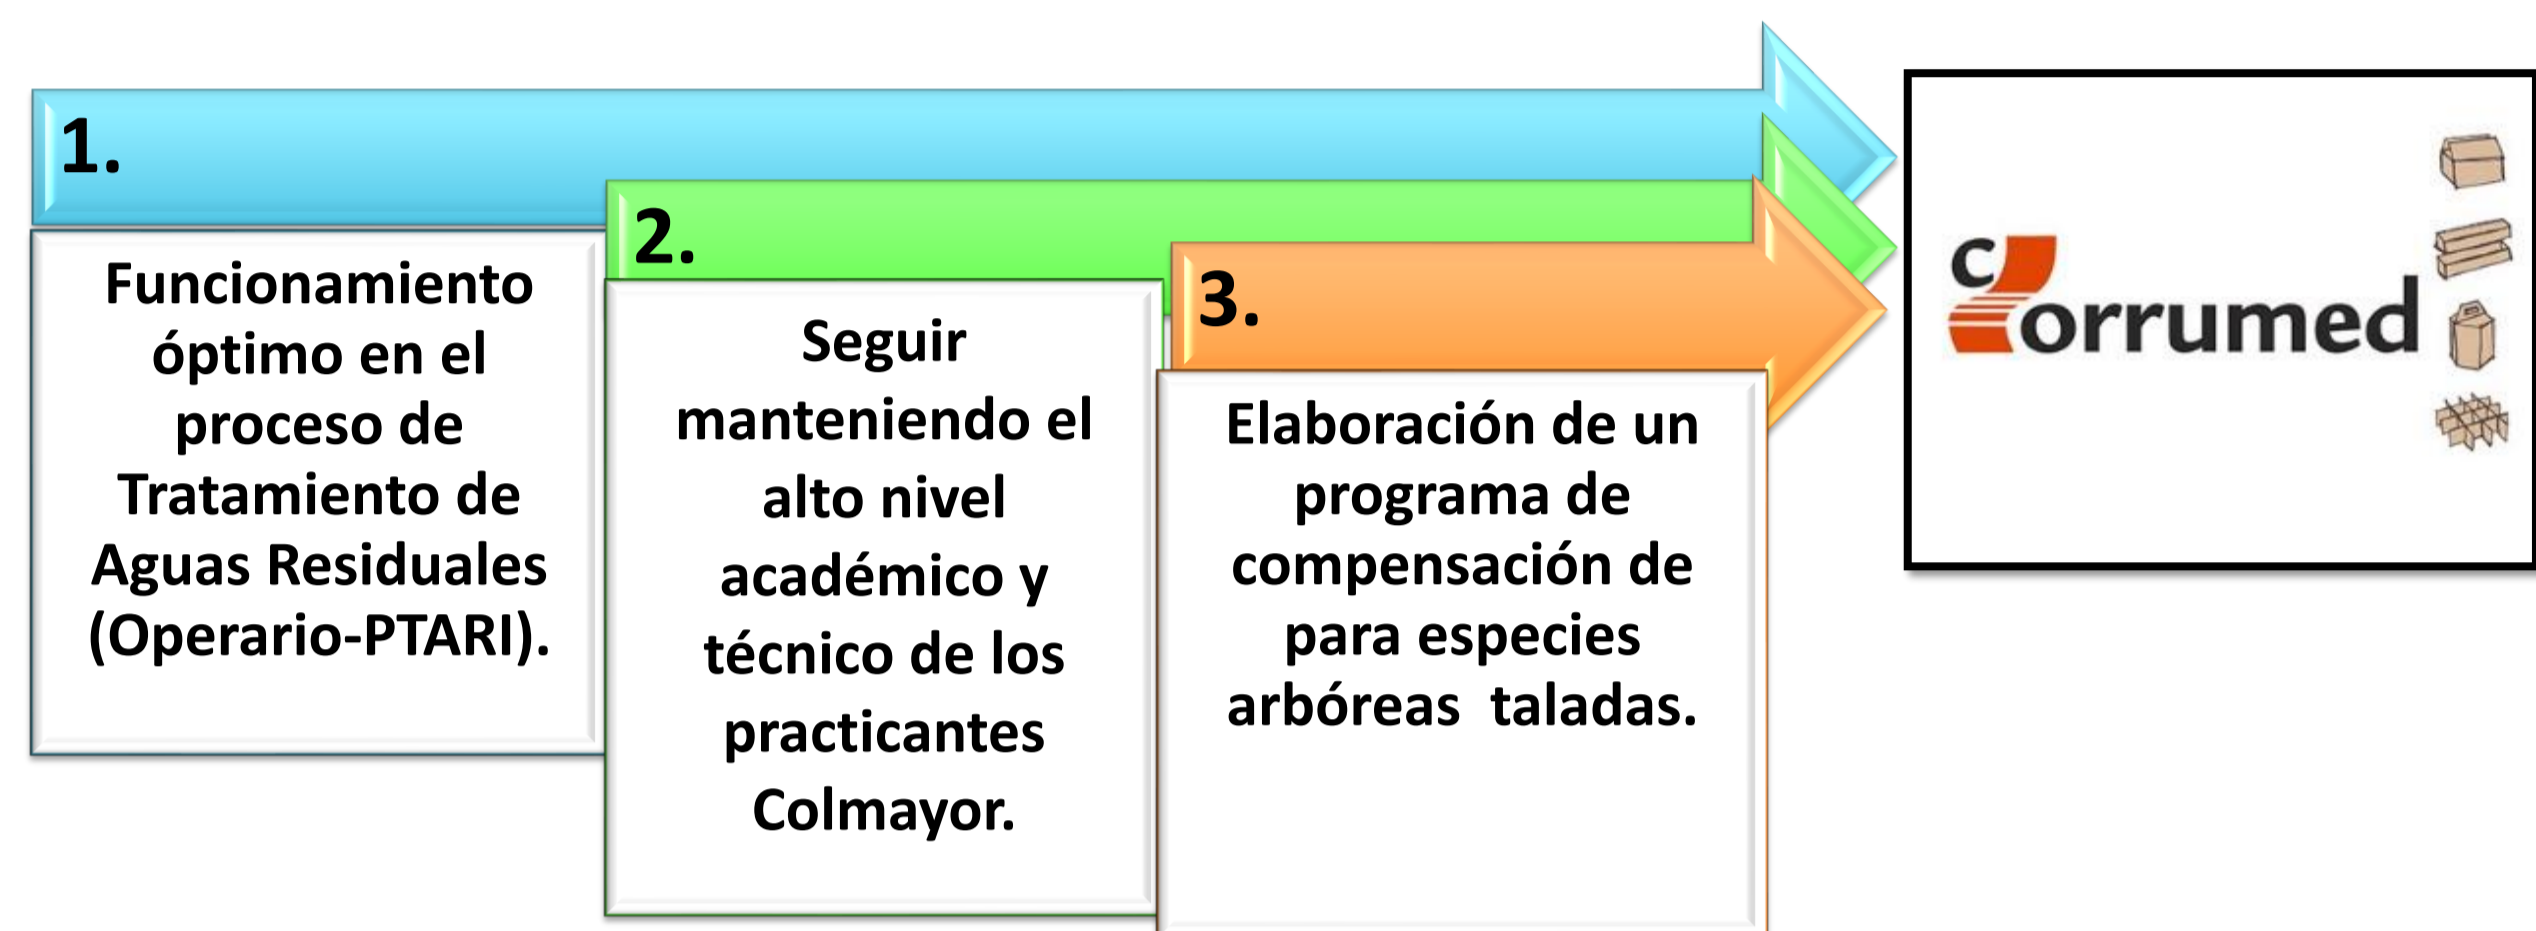 1.
Funcionamiento
óptimo en el
proceso de
Tratamiento de
Aguas Residuales
(Operario-PTARI).
2.
Seguir
manteniendo el
alto nivel
académico y
técnico de los
practicantes
Colmayor.
3.
Elaboración de un
programa de
compensación de
para especies
arbóreas  taladas.
corrumed